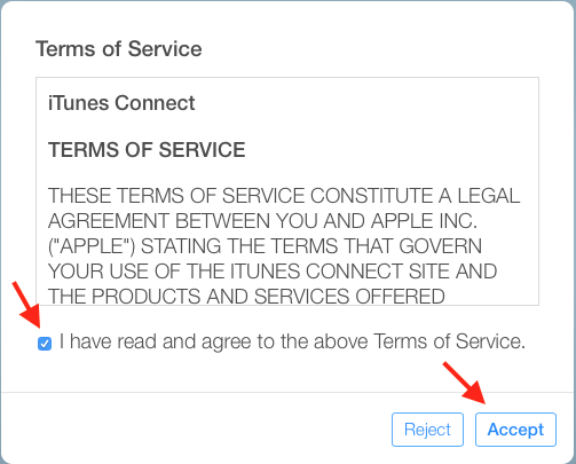 Terms of Service
iTunes Connect
TERMS OF SERVICE
THESE TERMS OF SERVICE CONSTITUTE A LEGAL
AGREEMENT BETWEEN YOU AND APPLE INC.
("APPLE") STATING THE TERMS THAT GOVERN
YOUR USE OF THE ITUNES CONNECT SITE AND
THE PRODUCTS AND SERVICES OFFERED
I have read and agree to the above Terms of Service.
Reject Accept